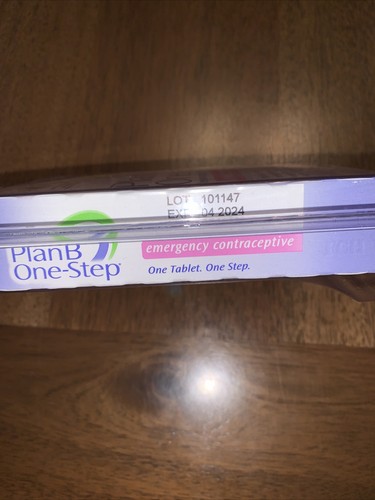 LOT 101147
EXP 04 2024
Plan B
One-Step®
emergency contraceptive
One Tablet. One Step.